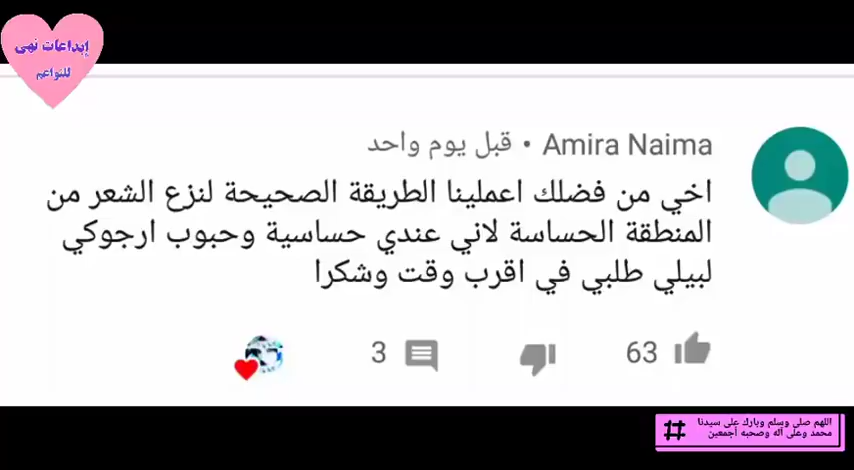 إبداعات نهى
للنواعم
Amira Naima • قبل يوم واحد
اخي من فضلك اعملينا الطريقة الصحيحة لنزع الشعر من
المنطقة الحساسة لاني عندي حساسية وحبوب ارجوكي
لبيلي طلبي في اقرب وقت وشكرا
63
3
# اللهم صلي وسلم وبارك على سيدنا
محمد وعلى آله وصحبه أجمعين